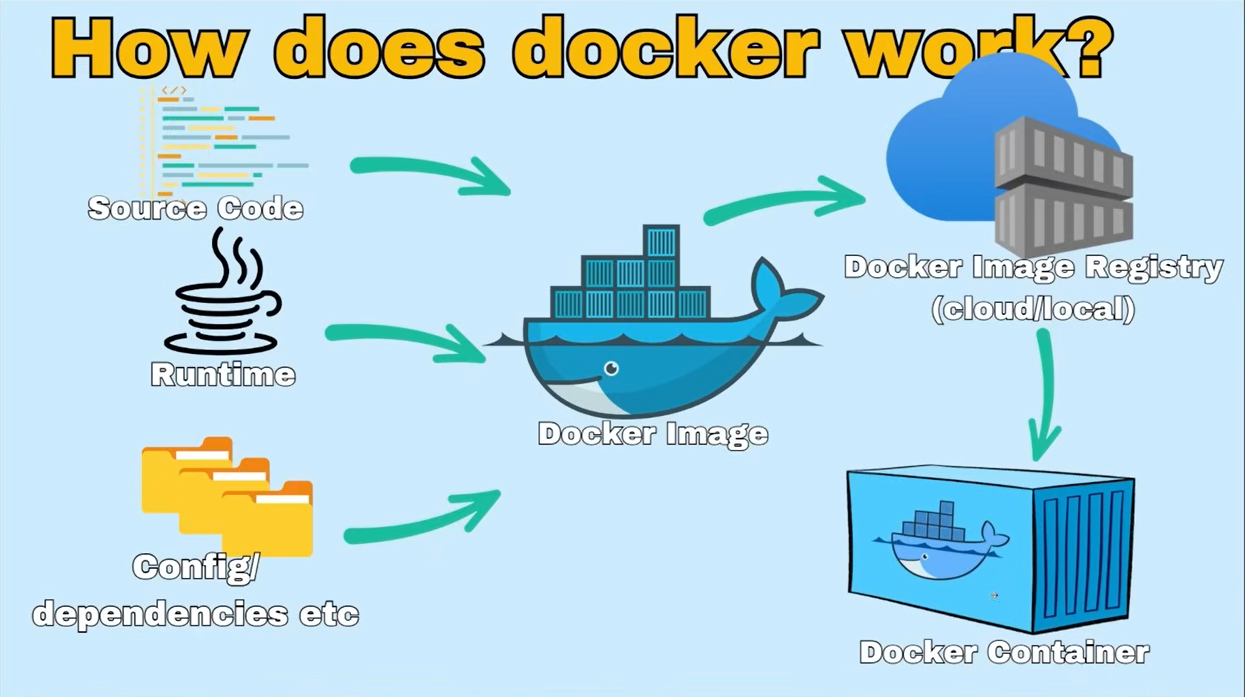 How does docker work?
</>
Source Code
Runtime
Config/
dependencies etc
Docker Image
Docker Image Registry
(cloud/local)
Docker Container